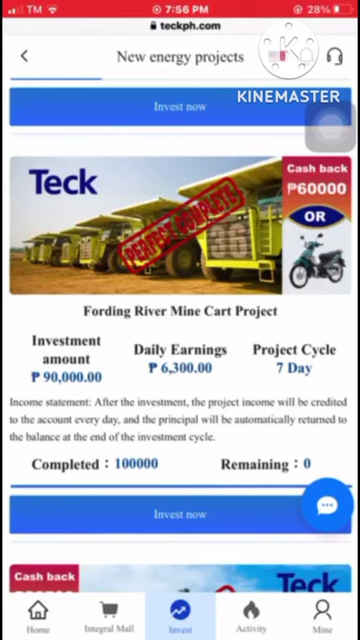 TM
7:56 PM
28%
teckph.com
New energy projects
KINEMASTER
Invest now
Teck
PERFECT COMPLETE
Cash back
₱60000
OR
Fording River Mine Cart Project
Investment amount
₱ 90,000.00
Daily Earnings
₱ 6,300.00
Project Cycle
7 Day
Income statement: After the investment, the project income will be credited
to the account every day, and the principal will be automatically returned to
the balance at the end of the investment cycle.
Completed : 100000
Remaining : 0
Invest now
Cash back
Teck
Home
Integral Mall
Invest
Activity
Mine